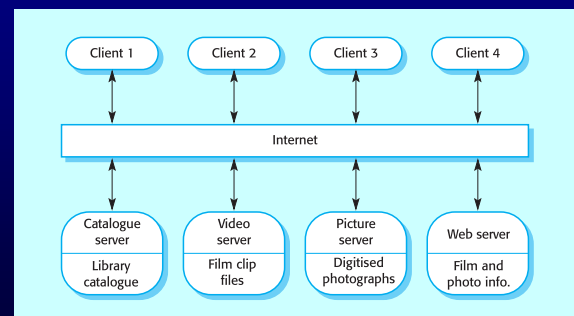 Client 1
Client 2
Client 3
Client 4
Internet
Catalogue
server
Library
catalogue
Video
server
Film clip
files
Picture
server
Digitised
photographs
Web server
Film and
photo info.